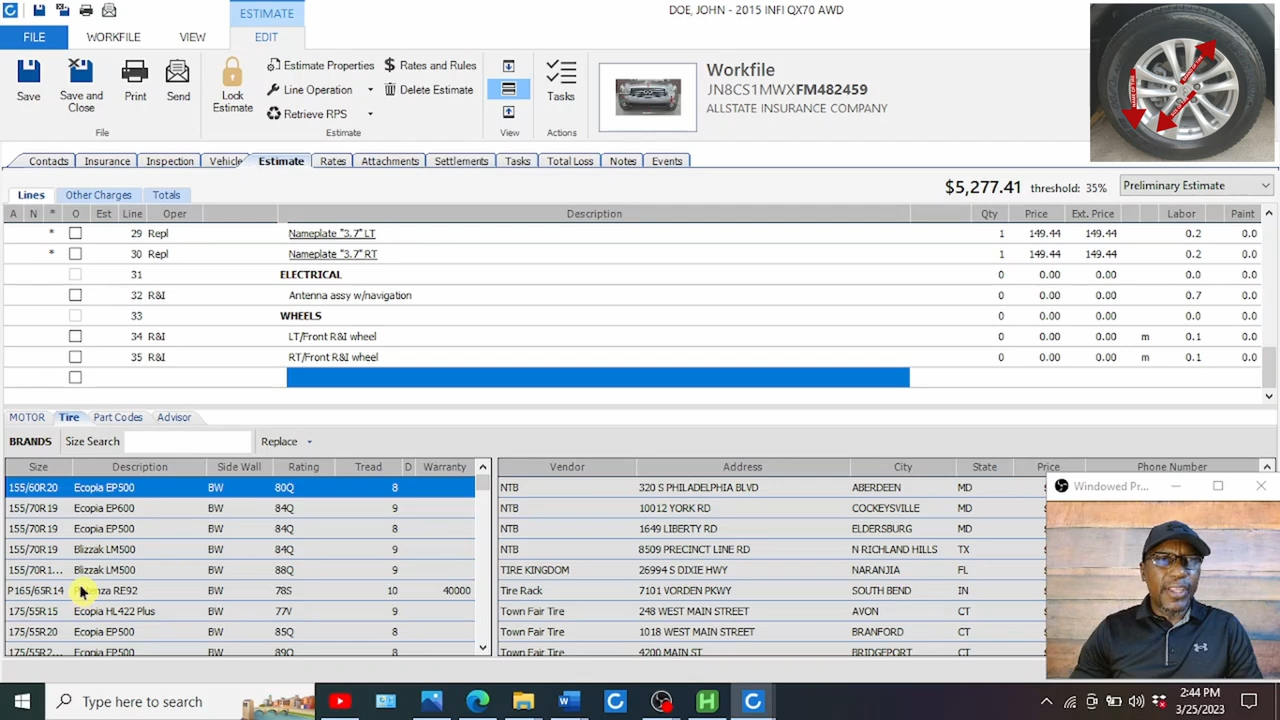 ESTIMATE
DOE, JOHN - 2015 INFI QX70 AWD
FILE WORKFILE VIEW EDIT
Save
Save and Close
Print
Send
File
Lock Estimate
Estimate Properties
Line Operation
Retrieve RPS
Rates and Rules
Delete Estimate
Estimate
View
Tasks
Actions
Workfile
JN8CS1MWXFM482459
ALLSTATE INSURANCE COMPANY
Contacts Insurance Inspection Vehicle Estimate Rates Attachments Settlements Tasks Total Loss Notes Events
Lines Other Charges Totals
$5,277.41 threshold: 35% Preliminary Estimate
A N * O Est Line Oper Description Qty Price Ext. Price Labor Paint
* 29 Repl Nameplate "3.7" LT 1 149.44 149.44 0.2 0.0
* 30 Repl Nameplate "3.7" RT 1 149.44 149.44 0.2 0.0
31 ELECTRICAL 0 0.00 0.00 0.0 0.0
32 R&I Antenna assy w/navigation 0 0.00 0.00 0.7 0.0
33 WHEELS 0 0.00 0.00 0.0 0.0
34 R&I LT/Front R&I wheel 0 0.00 0.00 m 0.1 0.0
35 R&I RT/Front R&I wheel 0 0.00 0.00 m 0.1 0.0
MOTOR Tire Part Codes Advisor
BRANDS Size Search Replace
Size Description Side Wall Rating Tread D Warranty
155/60R20 Ecopia EP500 BW 80Q 8
155/70R19 Ecopia EP600 BW 84Q 9
155/70R19 Ecopia EP500 BW 84Q 8
155/70R19 Blizzak LM500 BW 84Q 9
155/70R1... Blizzak LM500 BW 88Q 9
P165/65R14 RE92 BW 78S 10 40000
175/55R15 Ecopia HL422 Plus BW 77V 9
175/55R20 Ecopia EP500 BW 85Q 8
175/55R2... Ecopia EP500 BW 89Q 8
Vendor Address City State Price Phone Number
NTB 320 S PHILADELPHIA BLVD ABERDEEN MD
NTB 10012 YORK RD COCKEYSVILLE MD
NTB 1649 LIBERTY RD ELDERSBURG MD
NTB 8509 PRECINCT LINE RD N RICHLAND HILLS TX
TIRE KINGDOM 26994 S DIXIE HWY NARANJIA FL
Tire Rack 7101 VORDEN PKWY SOUTH BEND IN
Town Fair Tire 248 WEST MAIN STREET AVON CT
Town Fair Tire 1018 WEST MAIN STREET BRANFORD CT
Town Fair Tire 4200 MAIN ST BRIDGEPORT CT
Windowed Pr...
Type here to search
2:44 PM
3/25/2023